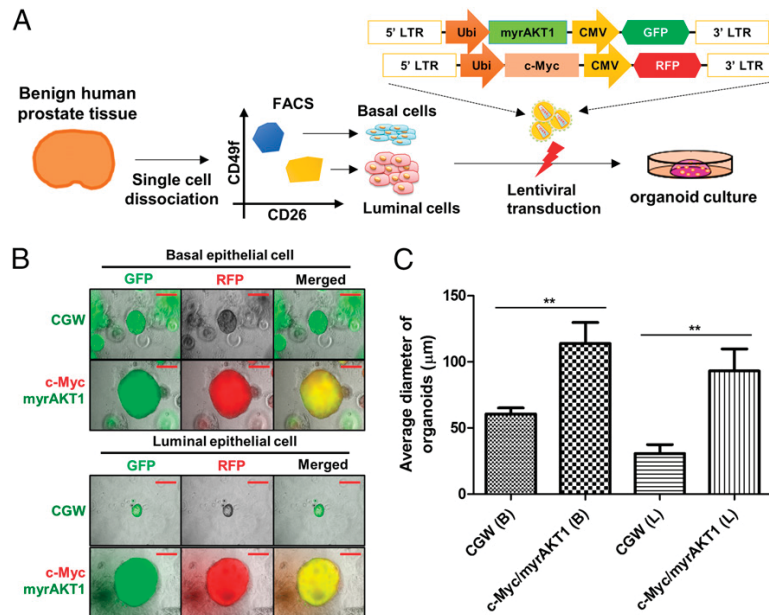 A
5' LTR Ubi myrAKT1 CMV GFP 3' LTR
5' LTR Ubi c-Myc CMV RFP 3' LTR
Benign human
prostate tissue
Single cell
dissociation
FACS
CD49f
CD26
Basal cells
Luminal cells
Lentiviral
transduction
organoid culture
B
Basal epithelial cell
GFP RFP Merged
CGW
c-Myc
myrAKT1
Luminal epithelial cell
GFP RFP Merged
CGW
c-Myc
myrAKT1
C
Average diameter of
organoids (μm)
150
100
50
0
**
**
CGW (B)
c-Myc/myrAKT1 (B)
CGW (L)
c-Myc/myrAKT1 (L)